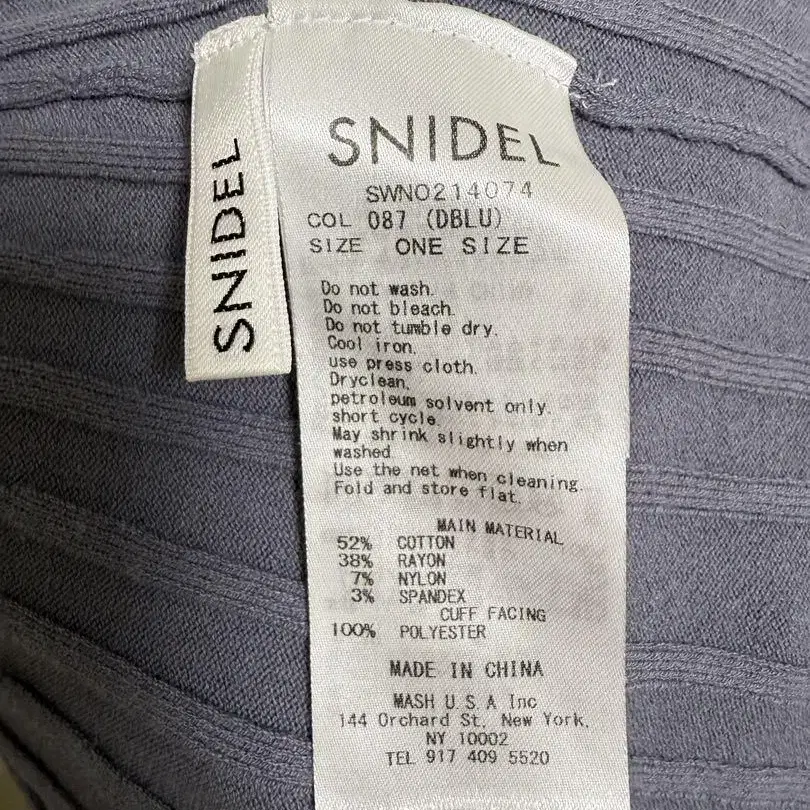 SNIDEL
SNIDEL
SWNO214074
COL 087 (DBLU)
SIZE ONE SIZE
Do not wash.
Do not bleach.
Do not tumble dry.
Cool iron.
use press cloth.
Dryclean,
petroleum solvent only.
short cycle.
May shrink slightly when
washed.
Use the net when cleaning.
Fold and store flat.
MAIN MATERIAL
52% COTTON
38% RAYON
7% NYLON
3% SPANDEX
CUFF FACING
100% POLYESTER
MADE IN CHINA
MASH U.S.A Inc
144 Orchard St, New York,
NY 10002
TEL 917 409 5520